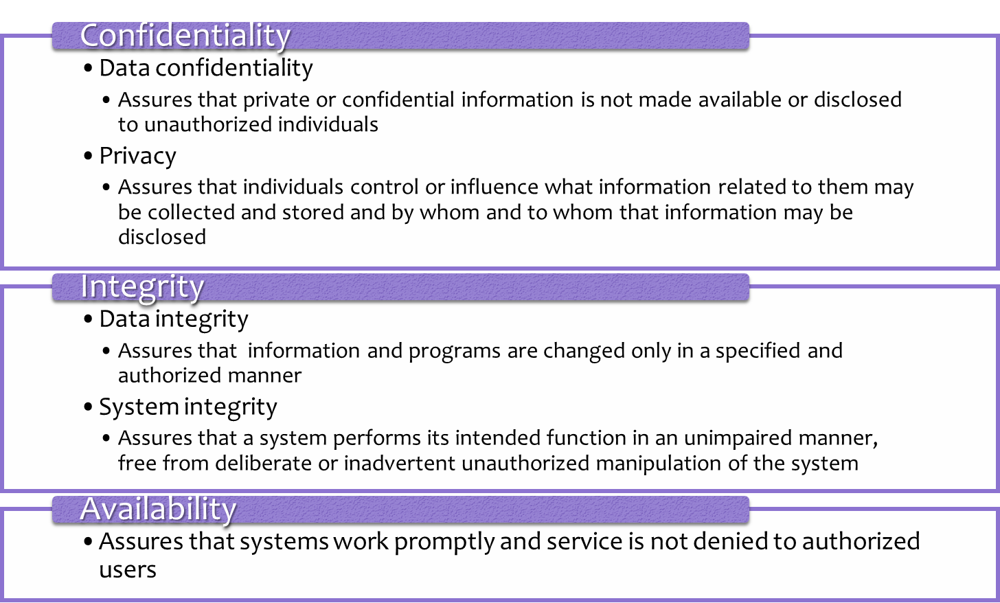 Confidentiality
• Data confidentiality
• Assures that private or confidential information is not made available or disclosed
to unauthorized individuals
• Privacy
• Assures that individuals control or influence what information related to them may
be collected and stored and by whom and to whom that information may be
disclosed
Integrity
• Data integrity
• Assures that  information and programs are changed only in a specified and
authorized manner
• System integrity
• Assures that a system performs its intended function in an unimpaired manner,
free from deliberate or inadvertent unauthorized manipulation of the system
Availability
• Assures that systems work promptly and service is not denied to authorized
users